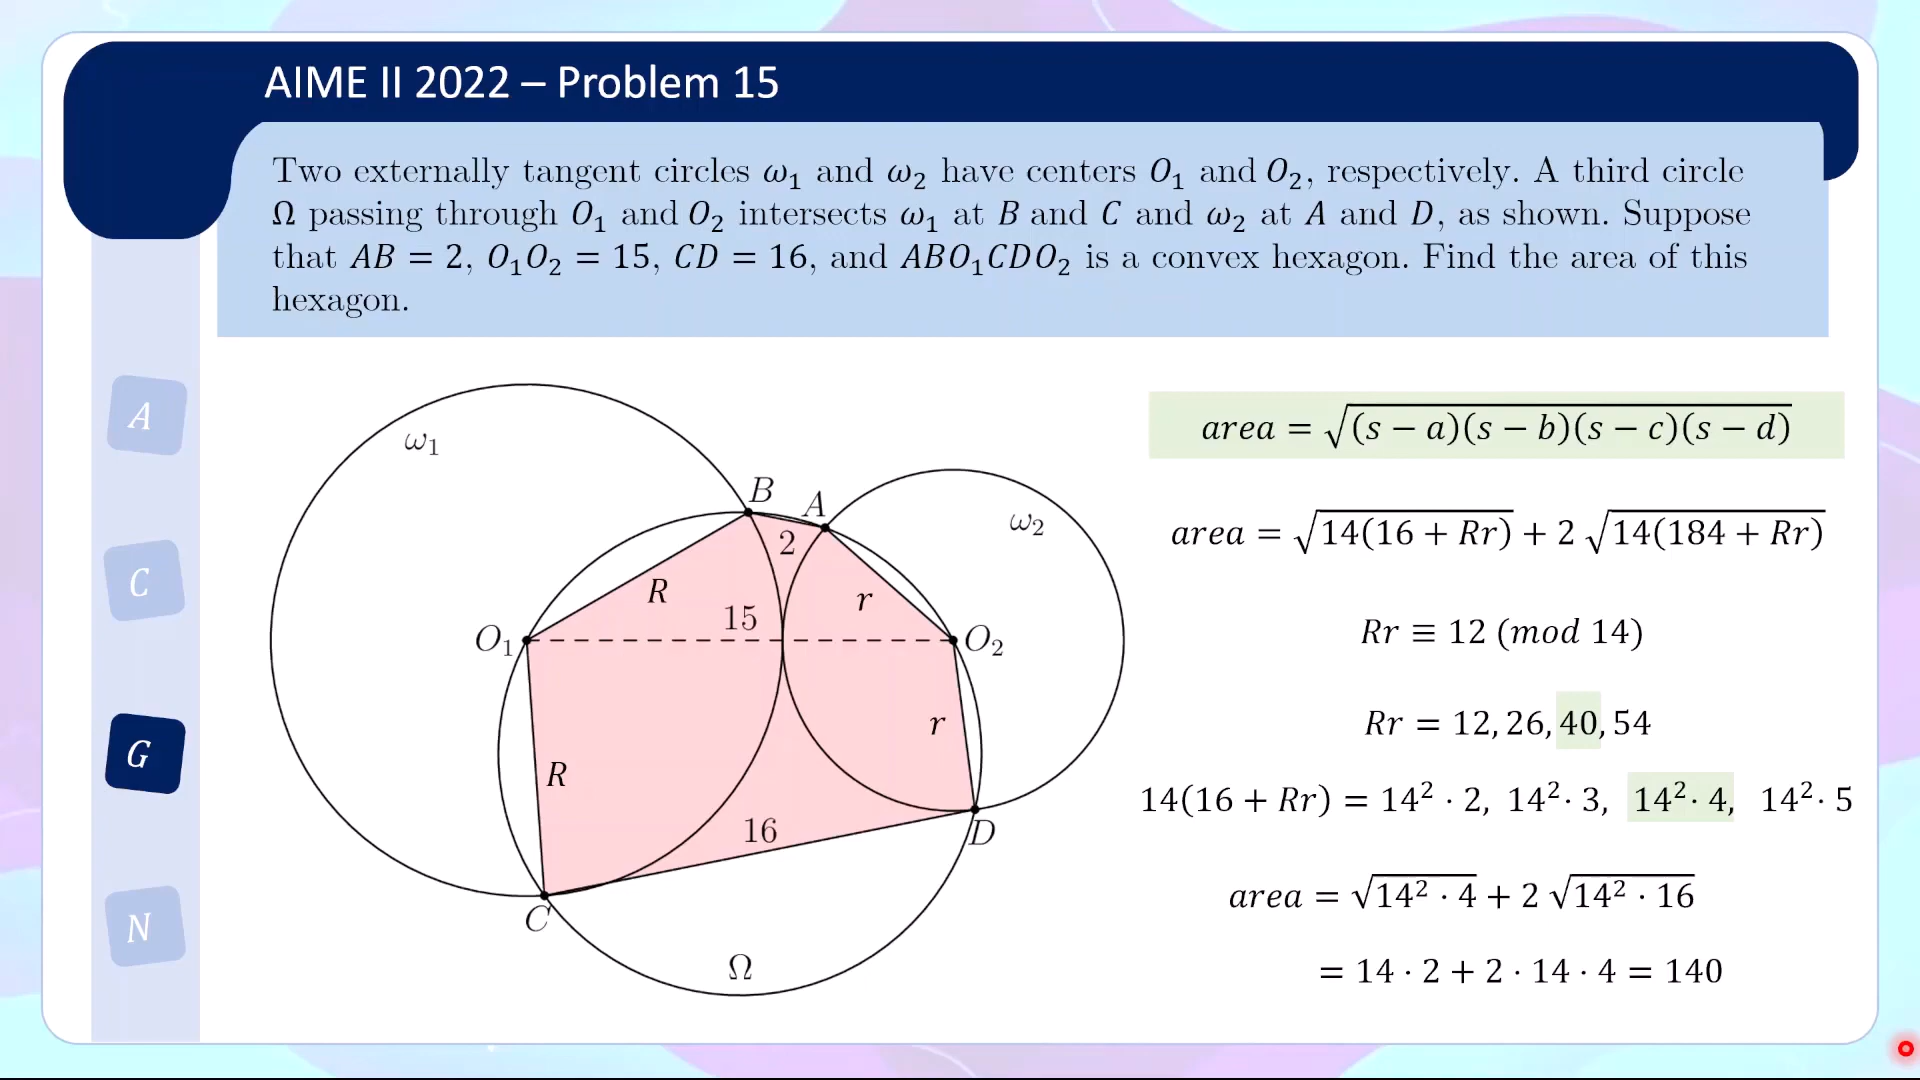 AIME II 2022 – Problem 15
Two externally tangent circles ω₁ and ω₂ have centers O₁ and O₂, respectively. A third circle
Ω passing through O₁ and O₂ intersects ω₁ at B and C and ω₂ at A and D, as shown. Suppose
that AB = 2, O₁O₂ = 15, CD = 16, and ABO₁CDO₂ is a convex hexagon. Find the area of this
hexagon.
A
C
G
N
ω₁
B
A
ω₂
2
R
15
r
O₁
O₂
r
R
16
D
C
Ω
area = √((s − a)(s − b)(s − c)(s − d))
area = √(14(16 + Rr)) + 2 √(14(184 + Rr))
Rr ≡ 12 (mod 14)
Rr = 12, 26, 40, 54
14(16 + Rr) = 14² · 2, 14² · 3, 14² · 4, 14² · 5
area = √(14² · 4) + 2 √(14² · 16)
= 14 · 2 + 2 · 14 · 4 = 140